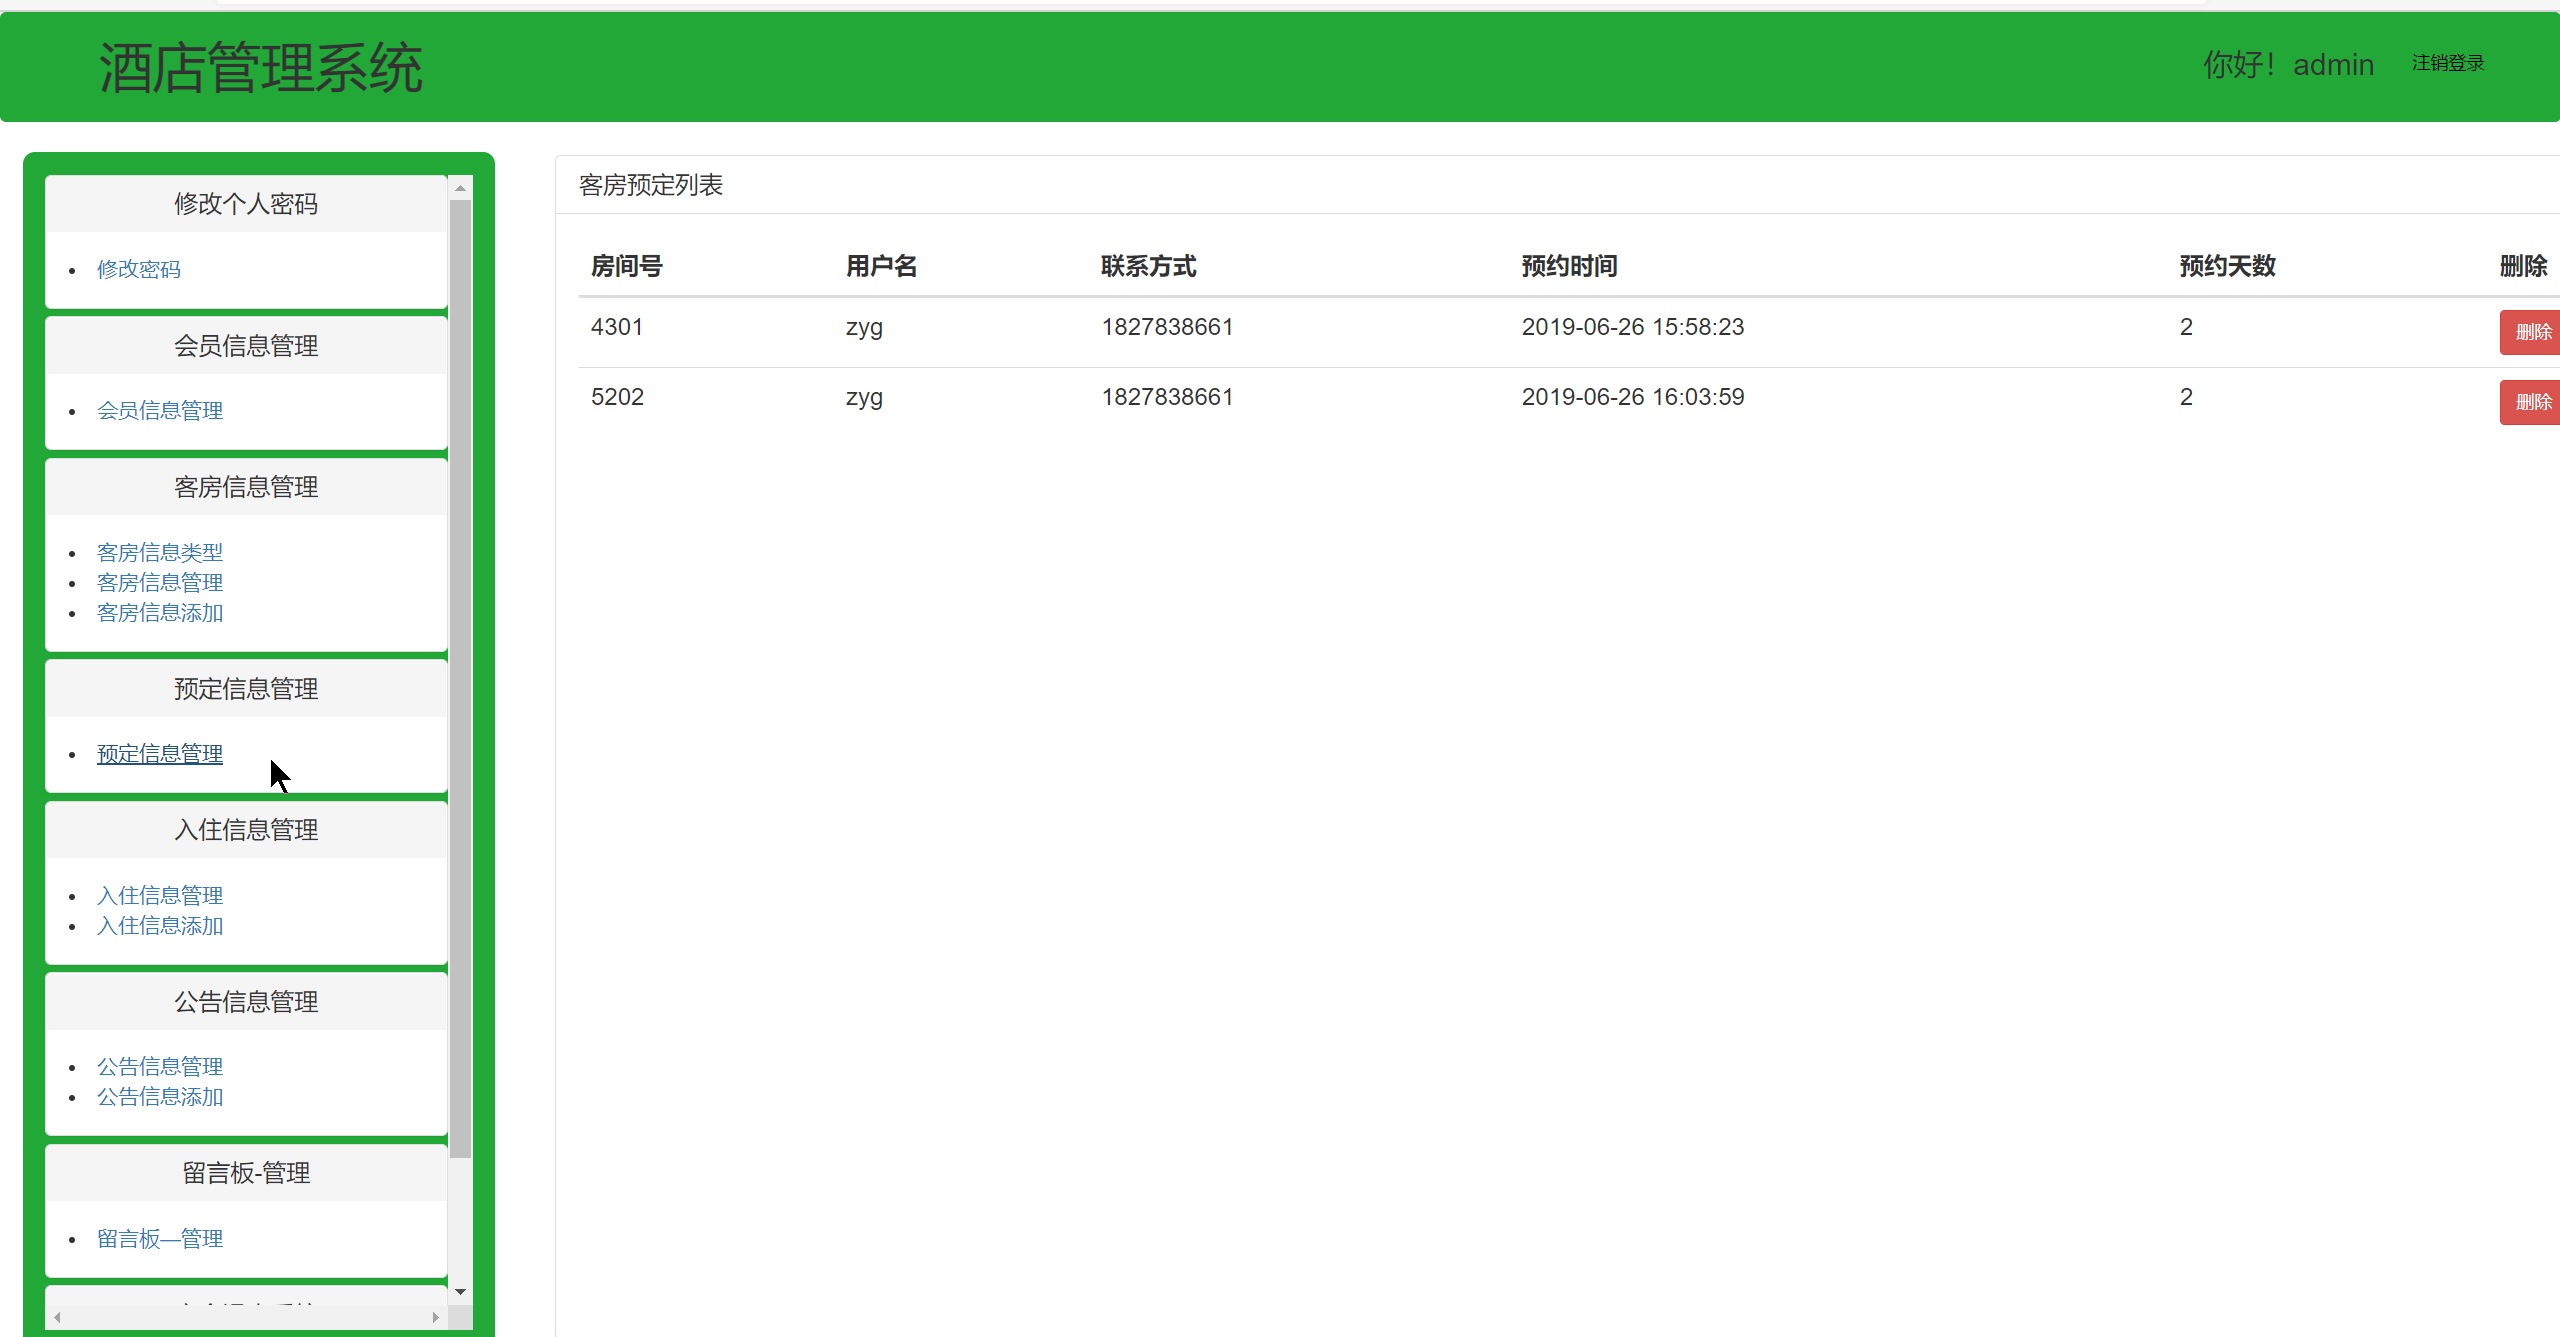 酒店管理系统
你好！admin 注销登录
修改个人密码
修改密码
会员信息管理
会员信息管理
客房信息管理
客房信息类型
客房信息管理
客房信息添加
预定信息管理
预定信息管理
入住信息管理
入住信息管理
入住信息添加
公告信息管理
公告信息管理
公告信息添加
留言板-管理
留言板—管理
客房预定列表
房间号 用户名 联系方式 预约时间 预约天数 删除
4301 zyg 1827838661 2019-06-26 15:58:23 2 删除
5202 zyg 1827838661 2019-06-26 16:03:59 2 删除